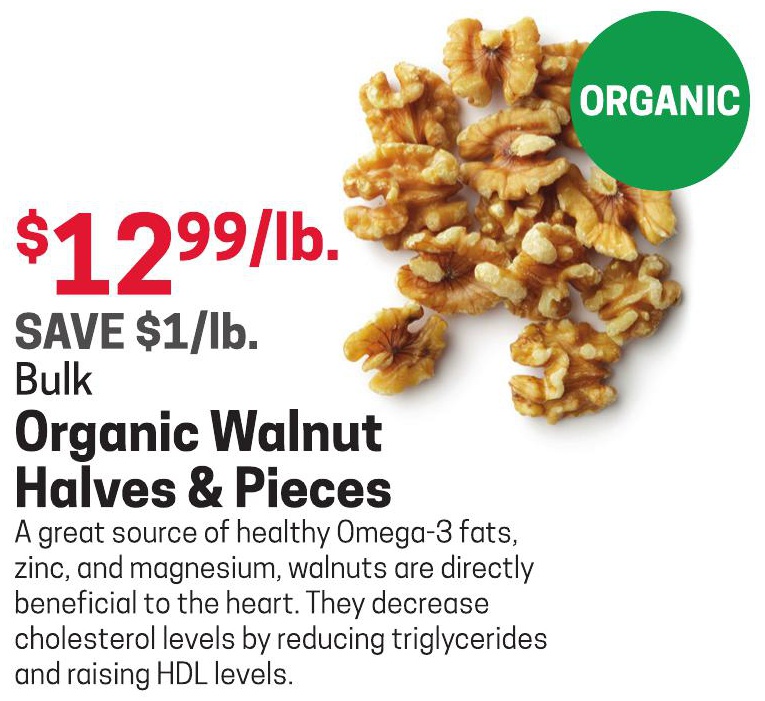 ORGANIC
$12.99/lb.
SAVE $1/lb.
Bulk
Organic Walnut
Halves & Pieces
A great source of healthy Omega-3 fats,
zinc, and magnesium, walnuts are directly
beneficial to the heart. They decrease
cholesterol levels by reducing triglycerides
and raising HDL levels.